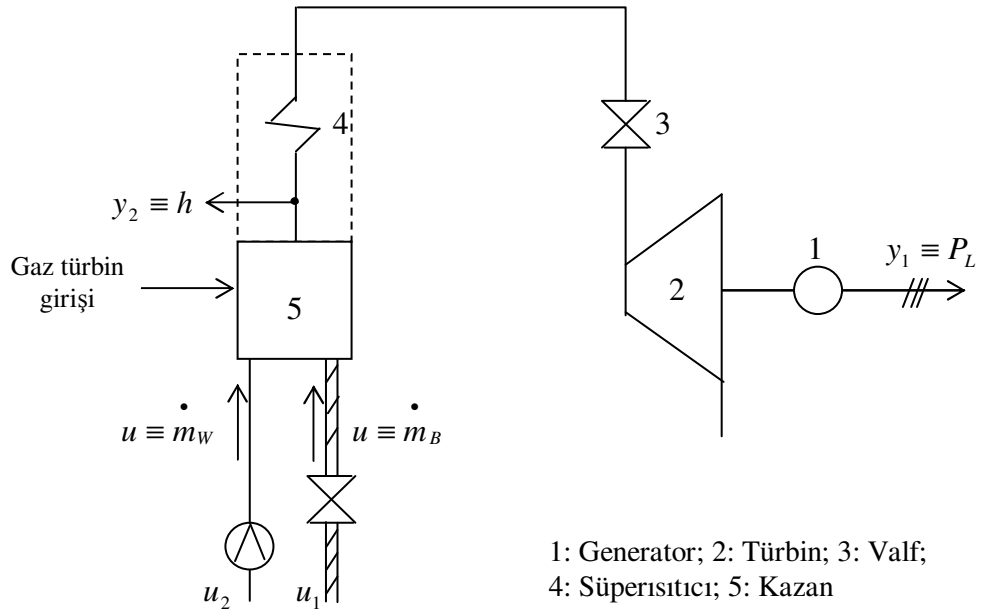 4
3
y₂ ≡ h
Gaz türbin
girişi
5
2
1
y₁ ≡ P_L
u ≡ ṁ_W
u ≡ ṁ_B
u₂
u₁
1: Generator; 2: Türbin; 3: Valf;
4: Süperısıtıcı; 5: Kazan